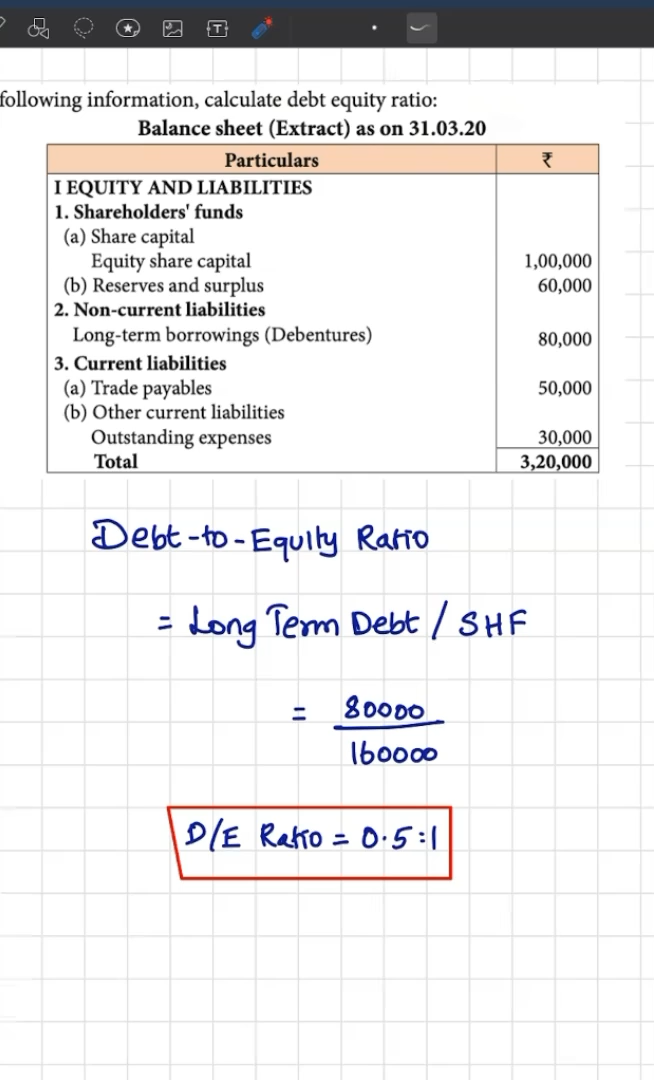 following information, calculate debt equity ratio:
Balance sheet (Extract) as on 31.03.20
Particulars ₹
I EQUITY AND LIABILITIES
1. Shareholders' funds
(a) Share capital
Equity share capital 1,00,000
(b) Reserves and surplus 60,000
2. Non-current liabilities
Long-term borrowings (Debentures) 80,000
3. Current liabilities
(a) Trade payables 50,000
(b) Other current liabilities
Outstanding expenses 30,000
Total 3,20,000
Debt-to-Equity Ratio
= Long Term Debt / SHF
= 80000
160000
D/E Ratio = 0.5:1